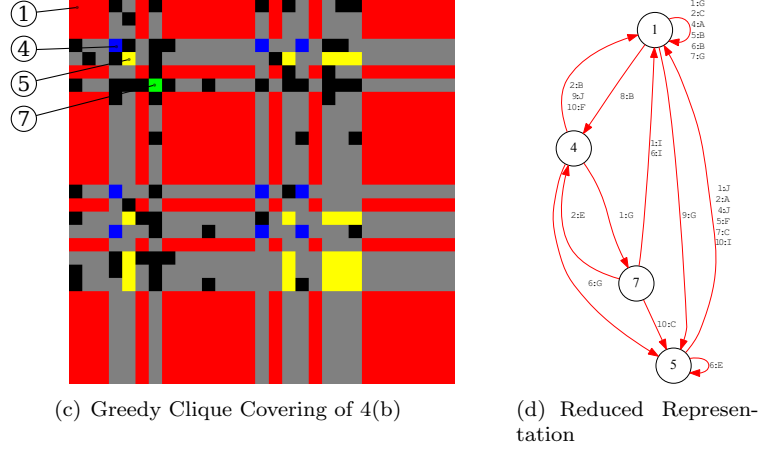 1
4
5
7
1:G
2:C
4:A
5:B
6:B
7:G
1
2:B
9:J
10:F
8:B
4
1:I
6:I
1:J
2:A
4:J
5:F
7:C
10:I
2:E
1:G
9:G
6:G
7
10:C
5
6:E
(c) Greedy Clique Covering of 4(b)
(d) Reduced Represen-
tation